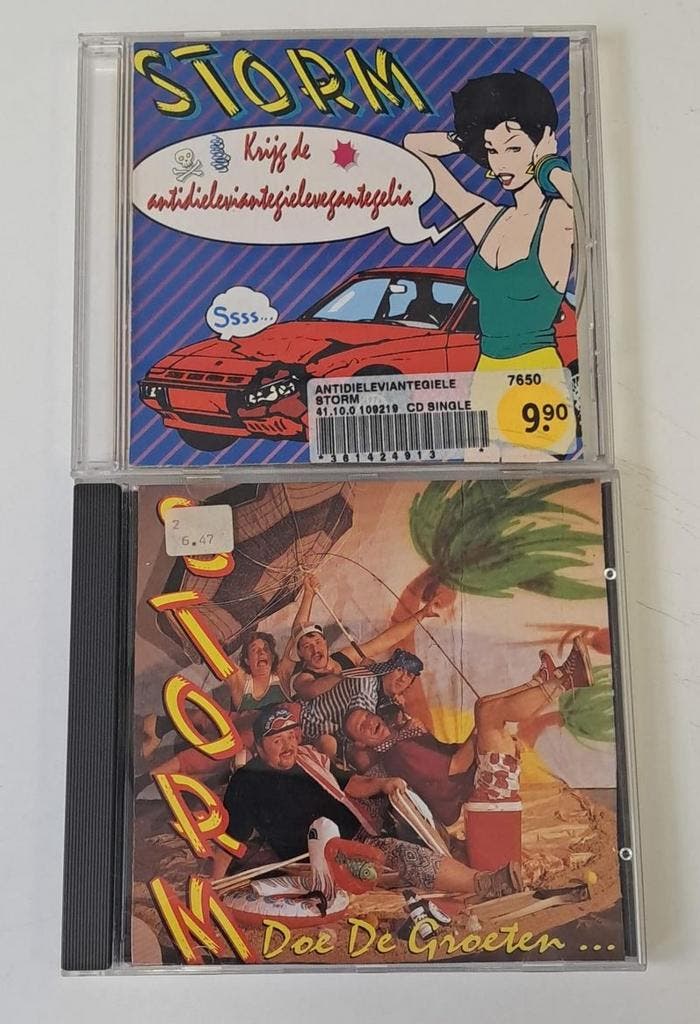 STORM
Krijg de
antidieleviantegielevegantegelia
Ssss...
ANTIDIELEVIANTEGIELE
7650
STORM
41.10.0 109219 CD SINGLE
9.90
*361424913*
2
6.47
STORM
Doe De Groeten ...